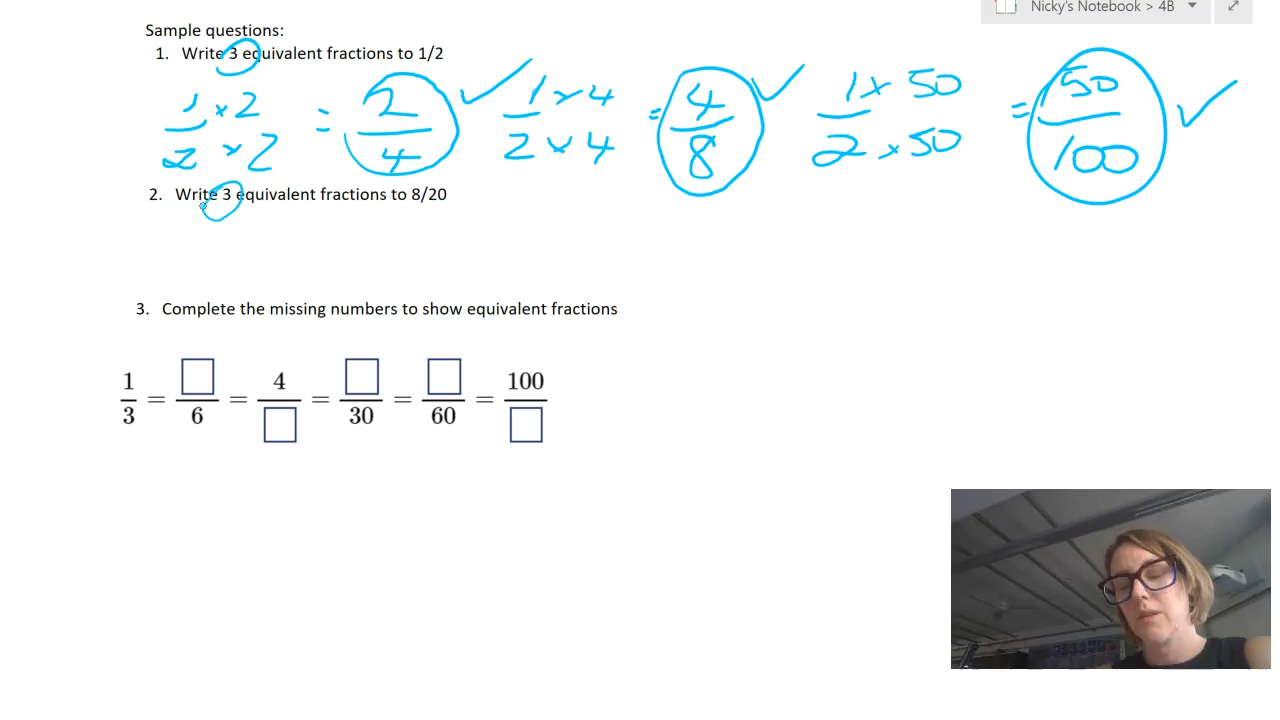 Nicky's Notebook > 4B
Sample questions:
1. Write 3 equivalent fractions to 1/2
1 × 2 = 2 ✓ 1 × 4 = 4 ✓ 1 × 50 = 50 ✓
2 × 2 4 2 × 4 8 2 × 50 100
2. Write 3 equivalent fractions to 8/20
3. Complete the missing numbers to show equivalent fractions
1 = □ = 4 = □ = □ = 100
3 6 □ 30 60 □